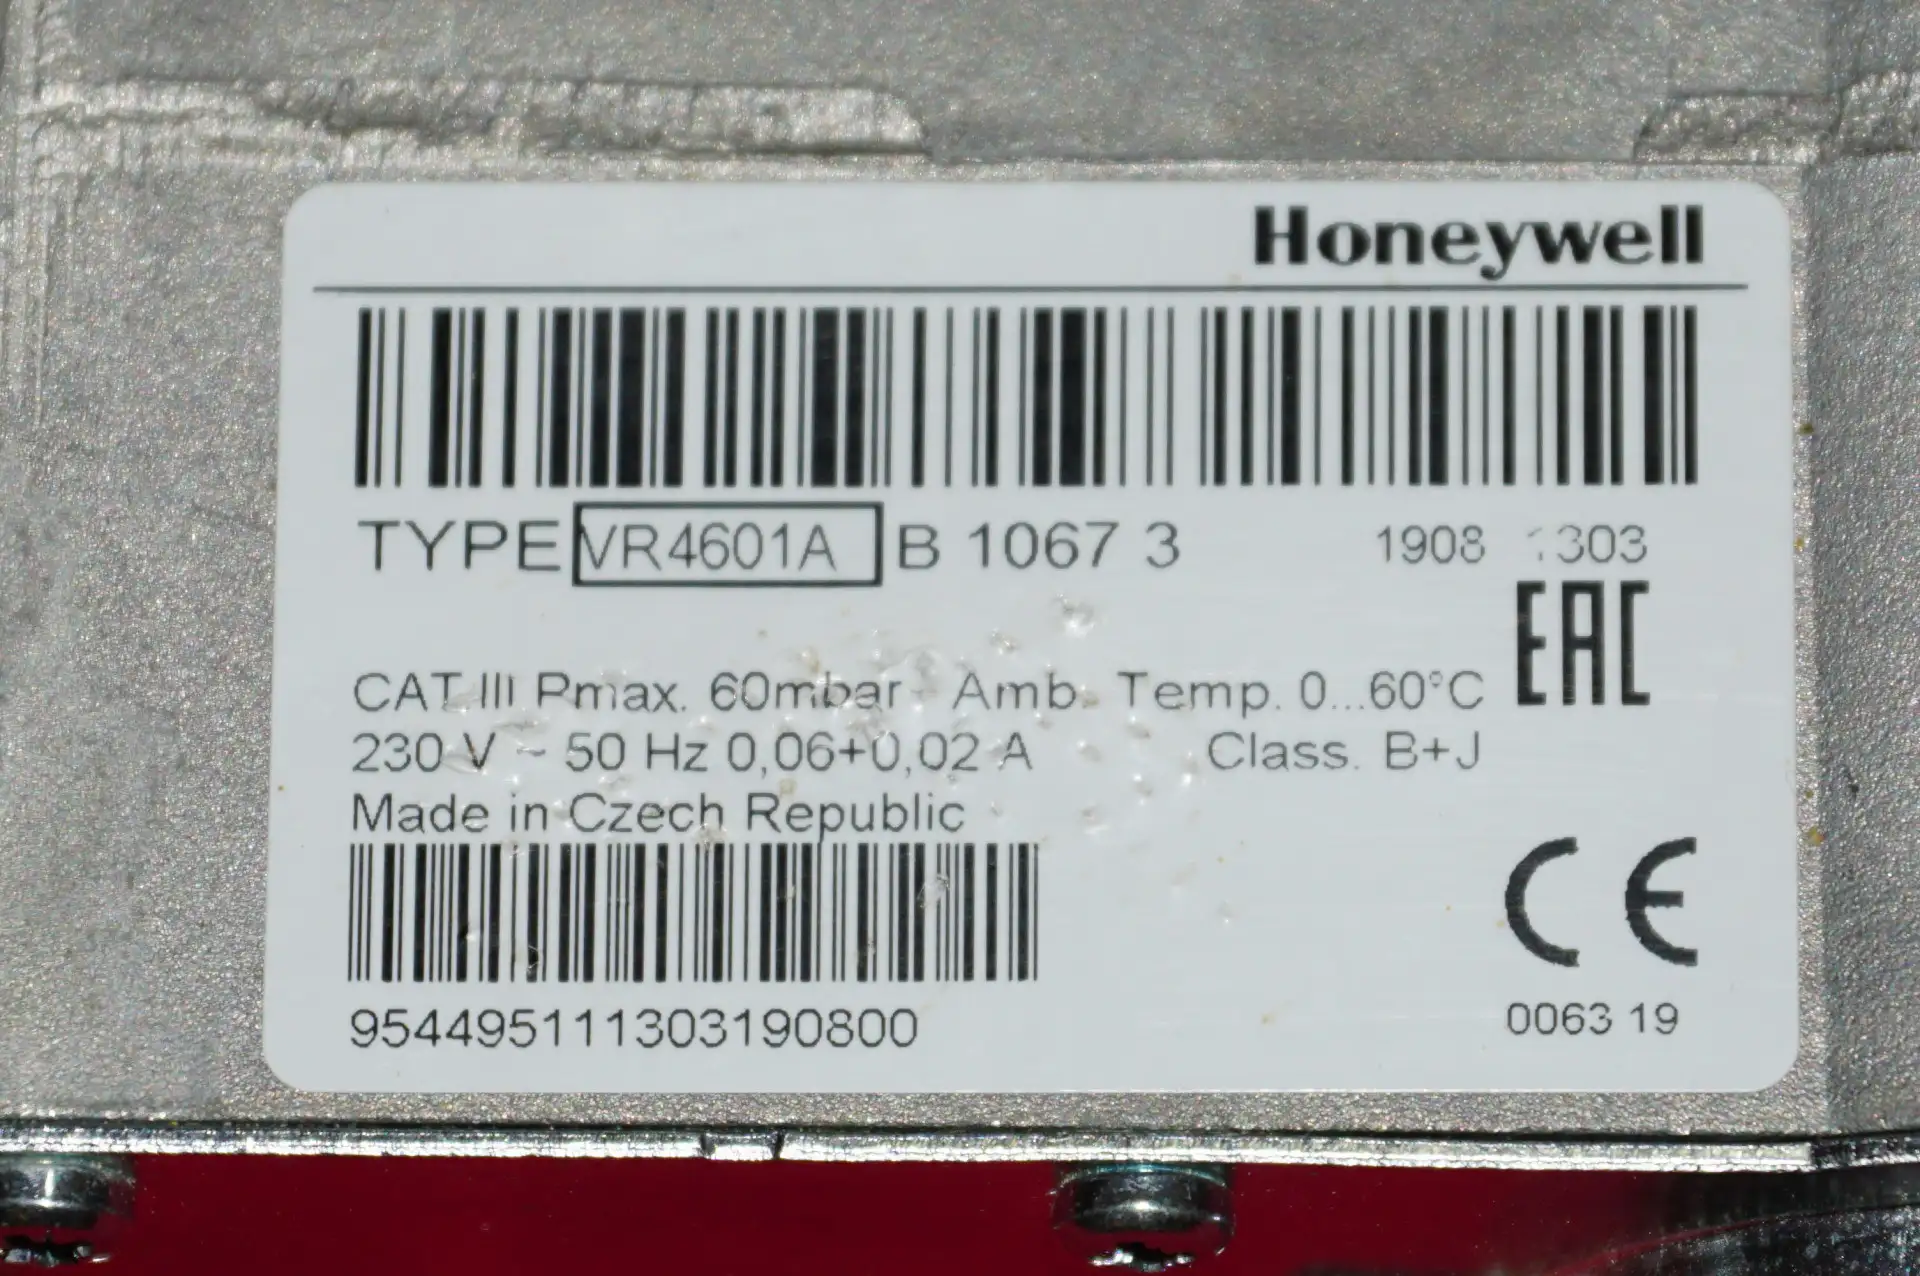 Honeywell
TYPE VR4601A B 1067 3 1908 1303
EAC
CAT III Pmax. 60mbar Amb. Temp. 0...60°C
230 V ~ 50 Hz 0,06+0,02 A Class. B+J
Made in Czech Republic
CE
954495111303190800
0063 19